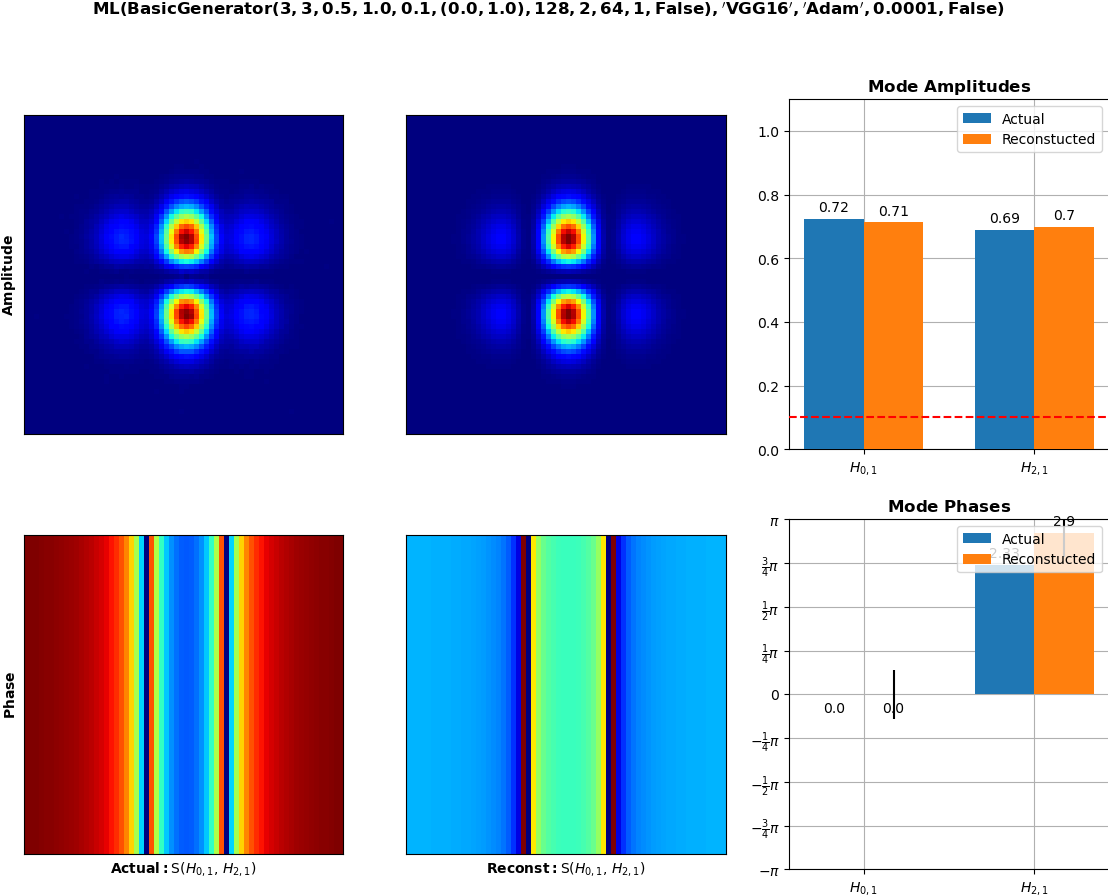 ML(BasicGenerator(3, 3, 0.5, 1.0, 0.1, (0.0, 1.0), 128, 2, 64, 1, False), ′VGG16′, ′Adam′, 0.0001, False)
Amplitude
Mode Amplitudes
Actual
Reconstucted
1.0
0.8
0.6
0.4
0.2
0.0
0.72
0.71
0.69
0.7
H0,1
H2,1
Phase
Actual: S(H0,1, H2,1)
Reconst: S(H0,1, H2,1)
Mode Phases
Actual
Reconstucted
π
3/4π
1/2π
1/4π
0
−1/4π
−1/2π
−3/4π
−π
0.0
0.0
2.33
2.9
H0,1
H2,1